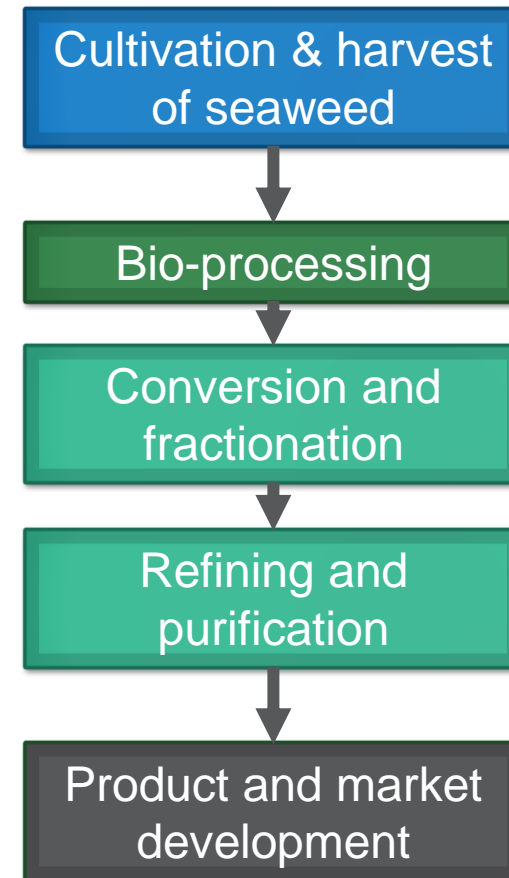 Cultivation & harvest
of seaweed
Bio-processing
Conversion and
fractionation
Refining and
purification
Product and market
development